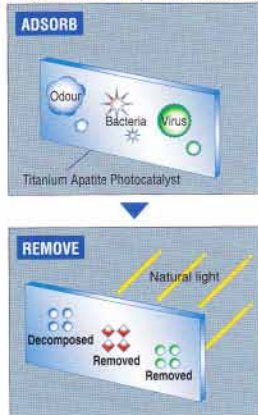 ADSORB
Odour
Bacteria
Virus
Titanium Apatite Photocatalyst
REMOVE
Natural light
Decomposed
Removed
Removed